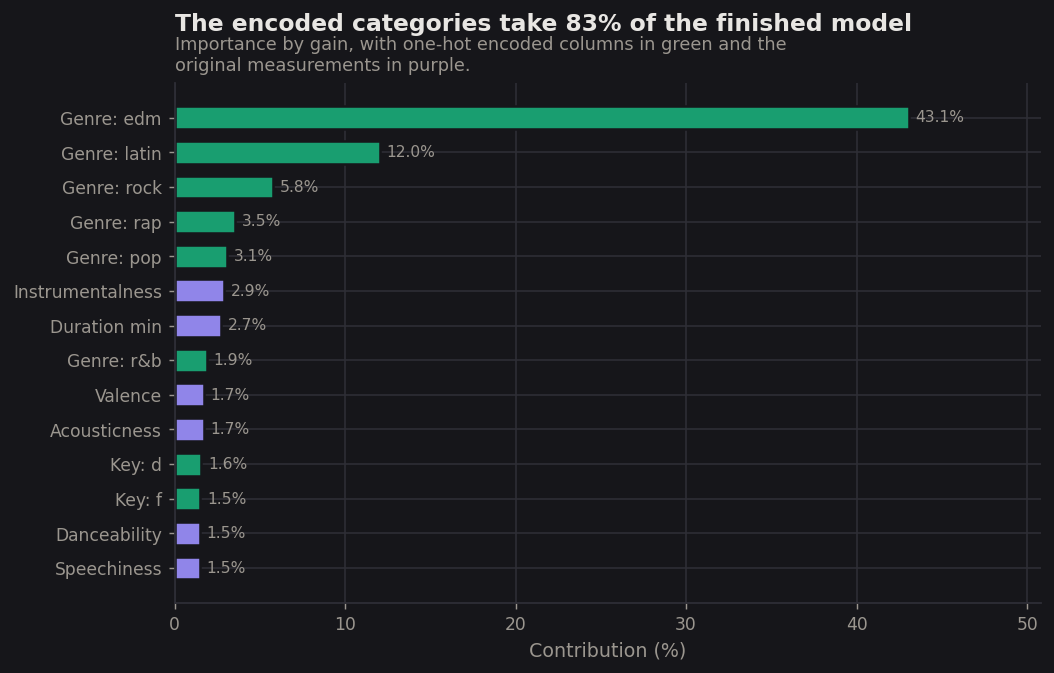 The encoded categories take 83% of the finished model
Importance by gain, with one-hot encoded columns in green and the
original measurements in purple.
Genre: edm 43.1%
Genre: latin 12.0%
Genre: rock 5.8%
Genre: rap 3.5%
Genre: pop 3.1%
Instrumentalness 2.9%
Duration min 2.7%
Genre: r&b 1.9%
Valence 1.7%
Acousticness 1.7%
Key: d 1.6%
Key: f 1.5%
Danceability 1.5%
Speechiness 1.5%
0 10 20 30 40 50
Contribution (%)